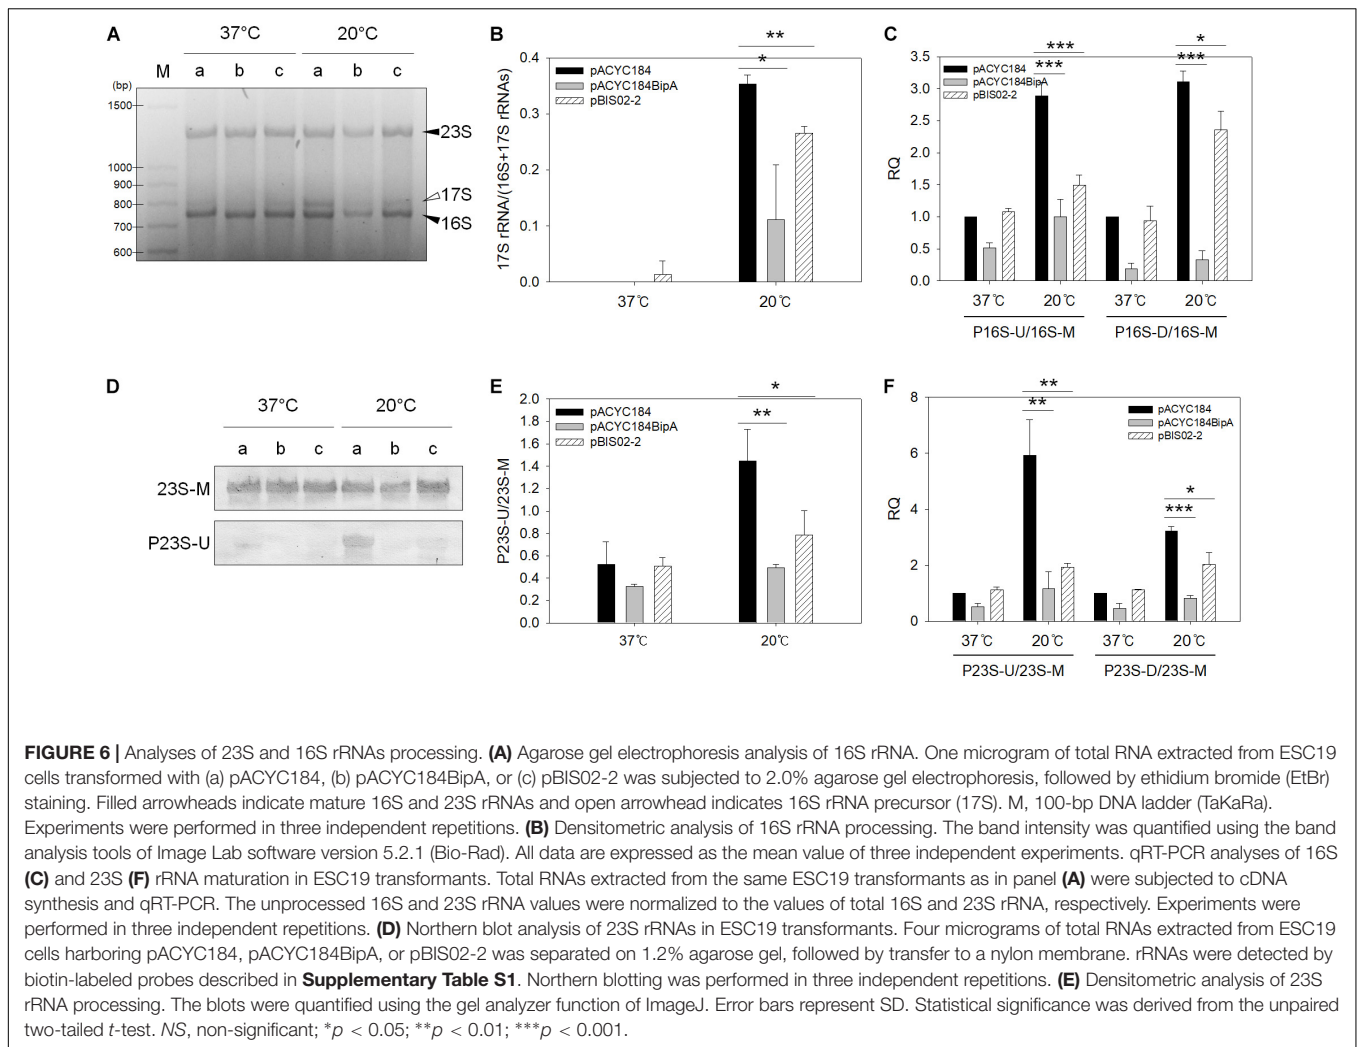 A
37°C 20°C
M a b c a b c
(bp)
1500
1000
900
800
700
600
23S
17S
16S
B
17S rRNA/(16S+17S rRNAs)
0.4
0.3
0.2
0.1
0.0
pACYC184
pACYC184BipA
pBIS02-2
**
*
37℃ 20℃
C
RQ
3.5
3.0
2.5
2.0
1.5
1.0
0.5
0.0
pACYC184
pACYC184BipA
pBIS02-2
***
***
*
***
37℃ 20℃ 37℃ 20℃
P16S-U/16S-M P16S-D/16S-M
D
37°C 20°C
a b c a b c
23S-M
P23S-U
E
P23S-U/23S-M
2.0
1.8
1.6
1.4
1.2
1.0
0.8
0.6
0.4
0.2
0.0
pACYC184
pACYC184BipA
pBIS02-2
*
**
37℃ 20℃
F
RQ
8
6
4
2
0
pACYC184
pACYC184BipA
pBIS02-2
**
**
*
***
37℃ 20℃ 37℃ 20℃
P23S-U/23S-M P23S-D/23S-M
FIGURE 6 | Analyses of 23S and 16S rRNAs processing. (A) Agarose gel electrophoresis analysis of 16S rRNA. One microgram of total RNA extracted from ESC19
cells transformed with (a) pACYC184, (b) pACYC184BipA, or (c) pBIS02-2 was subjected to 2.0% agarose gel electrophoresis, followed by ethidium bromide (EtBr)
staining. Filled arrowheads indicate mature 16S and 23S rRNAs and open arrowhead indicates 16S rRNA precursor (17S). M, 100-bp DNA ladder (TaKaRa).
Experiments were performed in three independent repetitions. (B) Densitometric analysis of 16S rRNA processing. The band intensity was quantified using the band
analysis tools of Image Lab software version 5.2.1 (Bio-Rad). All data are expressed as the mean value of three independent experiments. qRT-PCR analyses of 16S
(C) and 23S (F) rRNA maturation in ESC19 transformants. Total RNAs extracted from the same ESC19 transformants as in panel (A) were subjected to cDNA
synthesis and qRT-PCR. The unprocessed 16S and 23S rRNA values were normalized to the values of total 16S and 23S rRNA, respectively. Experiments were
performed in three independent repetitions. (D) Northern blot analysis of 23S rRNAs in ESC19 transformants. Four micrograms of total RNAs extracted from ESC19
cells harboring pACYC184, pACYC184BipA, or pBIS02-2 was separated on 1.2% agarose gel, followed by transfer to a nylon membrane. rRNAs were detected by
biotin-labeled probes described in Supplementary Table S1. Northern blotting was performed in three independent repetitions. (E) Densitometric analysis of 23S
rRNA processing. The blots were quantified using the gel analyzer function of ImageJ. Error bars represent SD. Statistical significance was derived from the unpaired
two-tailed t-test. NS, non-significant; *p < 0.05; **p < 0.01; ***p < 0.001.